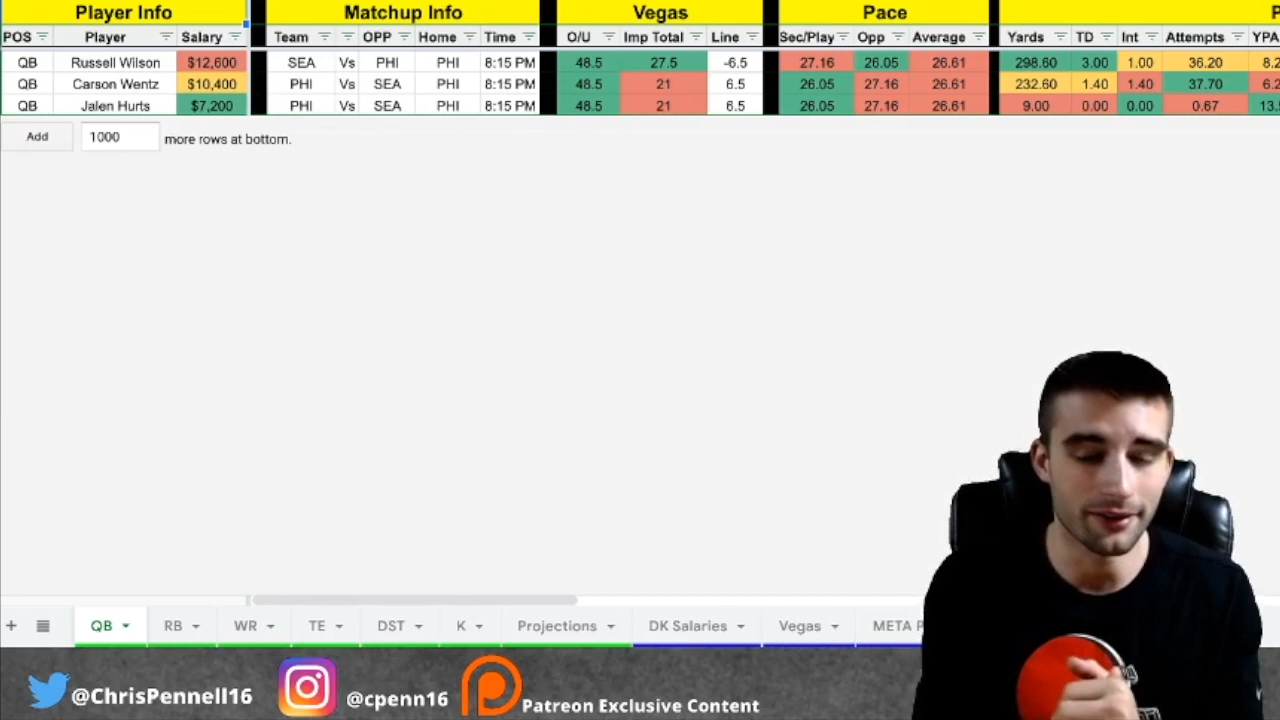 Player Info Matchup Info Vegas Pace P
POS Player Salary Team OPP Home Time O/U Imp Total Line Sec/Play Opp Average Yards TD Int Attempts YPA
QB Russell Wilson $12,600 SEA Vs PHI PHI 8:15 PM 48.5 27.5 -6.5 27.16 26.05 26.61 298.60 3.00 1.00 36.20 8.2
QB Carson Wentz $10,400 PHI Vs SEA PHI 8:15 PM 48.5 21 6.5 26.05 27.16 26.61 232.60 1.40 1.40 37.70 6.2
QB Jalen Hurts $7,200 PHI Vs SEA PHI 8:15 PM 48.5 21 6.5 26.05 27.16 26.61 9.00 0.00 0.00 0.67 13.5
Add 1000 more rows at bottom.
+ QB RB WR TE DST K Projections DK Salaries Vegas META P
@ChrisPennell16 @cpenn16 Patreon Exclusive Content